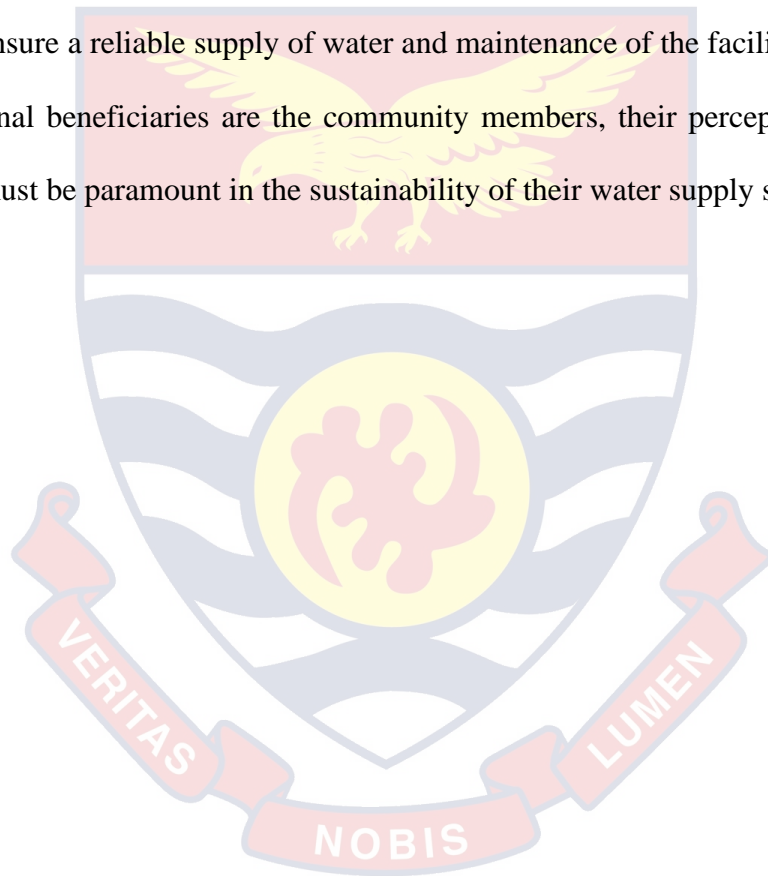 nsure a reliable supply of water and maintenance of the facili
nal beneficiaries are the community members, their percep
ust be paramount in the sustainability of their water supply s
VERITAS
NOBIS
LUMEN